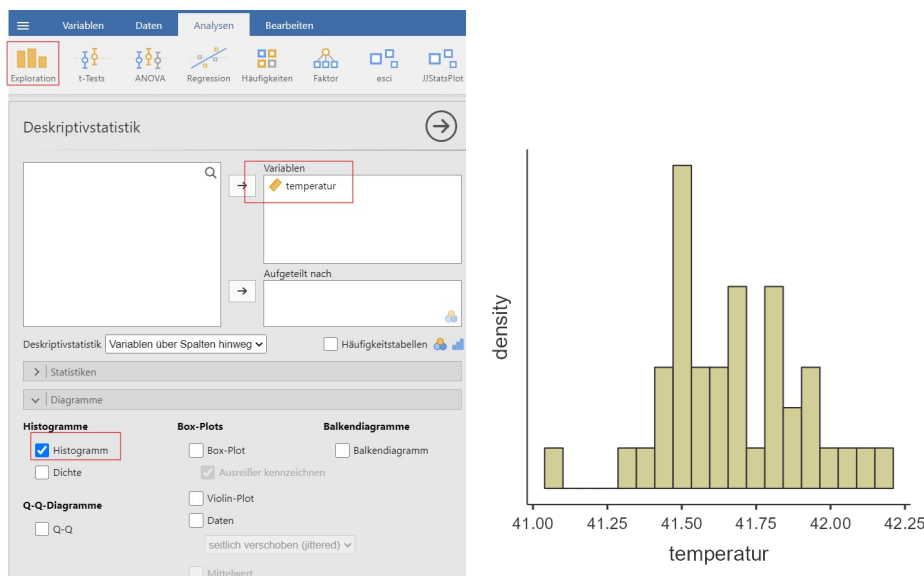 Variablen Daten Analysen Bearbeiten
Exploration t-Tests ANOVA Regression Häufigkeiten Faktor esci JJStatsPlot
Deskriptivstatistik
Variablen
temperatur
Aufgeteilt nach
Deskriptivstatistik Variablen über Spalten hinweg Häufigkeitstabellen
Statistiken
Diagramme
Histogramme Box-Plots Balkendiagramme
Histogramm Box-Plot Balkendiagramm
Dichte Ausreißer kennzeichnen
Violin-Plot
Q-Q-Diagramme Daten
Q-Q
seitlich verschoben (jittered)
Mittelwert
density
41.00 41.25 41.50 41.75 42.00 42.25
temperatur